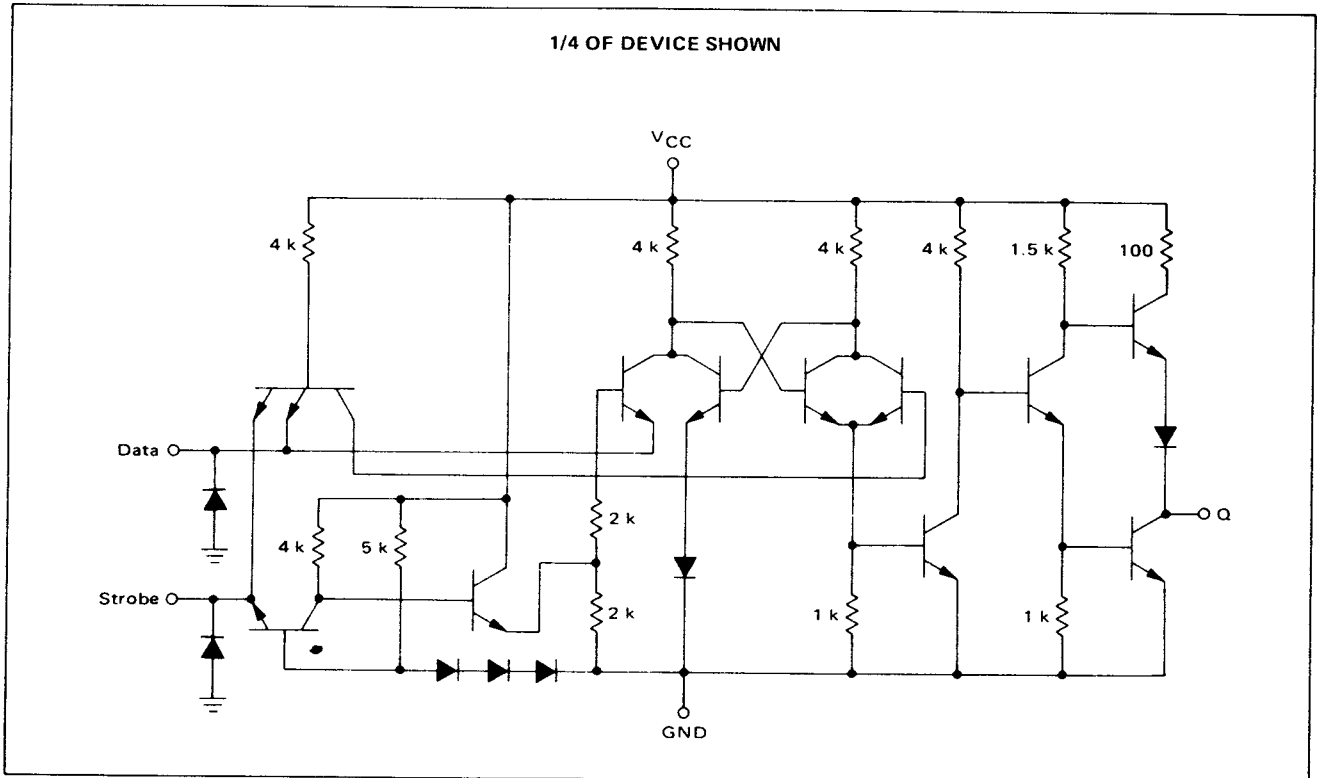 1/4 OF DEVICE SHOWN
VCC
4 k
4 k
4 k
4 k
1.5 k
100
Data
2 k
4 k
5 k
Q
Strobe
2 k
1 k
1 k
GND